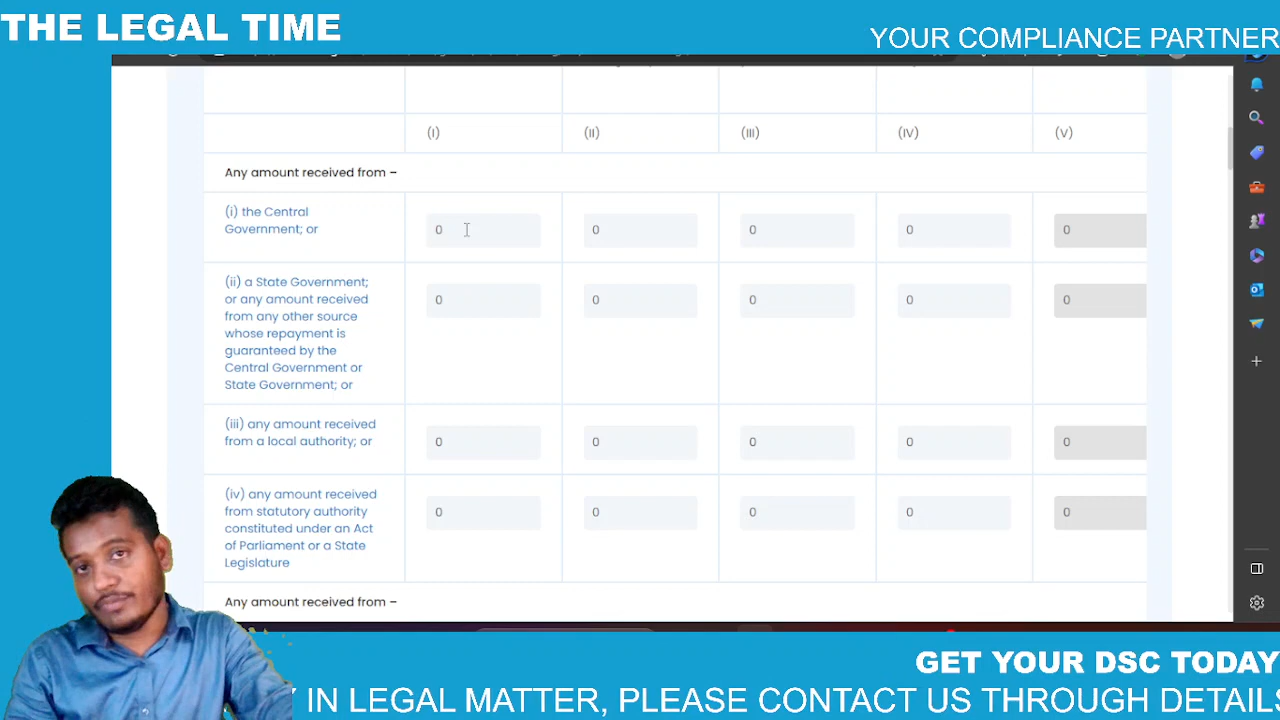 THE LEGAL TIME
YOUR COMPLIANCE PARTNER
(I) (II) (III) (IV) (V)
Any amount received from –
(i) the Central
Government; or
0 0 0 0 0
(ii) a State Government;
or any amount received
from any other source
whose repayment is
guaranteed by the
Central Government or
State Government; or
0 0 0 0 0
(iii) any amount received
from a local authority; or
0 0 0 0 0
(iv) any amount received
from statutory authority
constituted under an Act
of Parliament or a State
Legislature
0 0 0 0 0
Any amount received from –
GET YOUR DSC TODAY
IN LEGAL MATTER, PLEASE CONTACT US THROUGH DETAILS